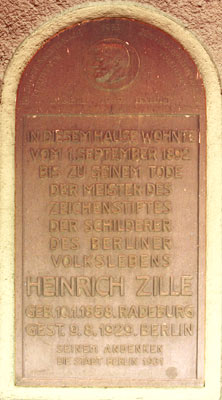 IN DIESEM HAUSE WOHNTE
VOM 1. SEPTEMBER 1892
BIS ZU SEINEM TODE
DER MEISTER DES
ZEICHENSTIFTES
DER SCHILDERER
DES BERLINER
VOLKSLEBENS
HEINRICH ZILLE
GEB. 10.1.1858. RADEBURG
GEST. 9.8.1929. BERLIN
SEINEM ANDENKEN
DIE STADT BERLIN 1931